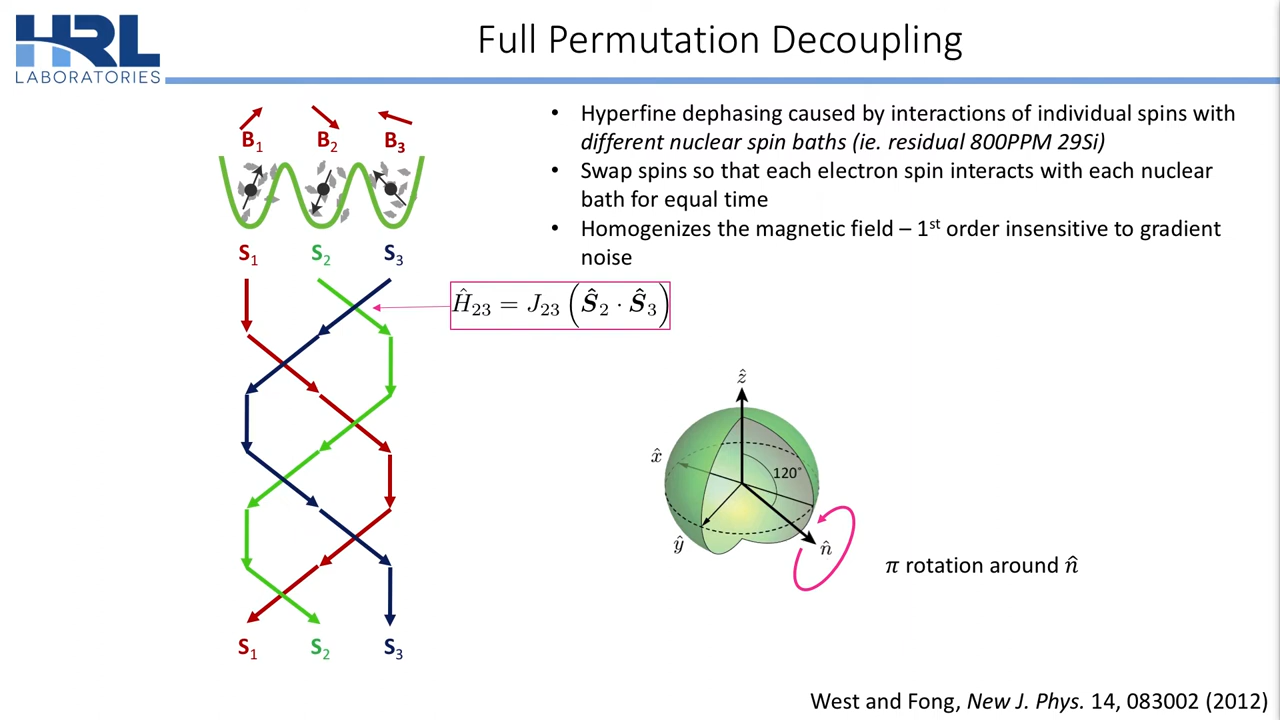 HRL
LABORATORIES
Full Permutation Decoupling
B₁ B₂ B₃
S₁ S₂ S₃
• Hyperfine dephasing caused by interactions of individual spins with
different nuclear spin baths (ie. residual 800PPM 29Si)
• Swap spins so that each electron spin interacts with each nuclear
bath for equal time
• Homogenizes the magnetic field – 1ˢᵗ order insensitive to gradient
noise
Ĥ₂₃ = J₂₃ (Ŝ₂ · Ŝ₃)
ẑ
x̂
120°
ŷ
n̂
π rotation around n̂
S₁ S₂ S₃
West and Fong, New J. Phys. 14, 083002 (2012)